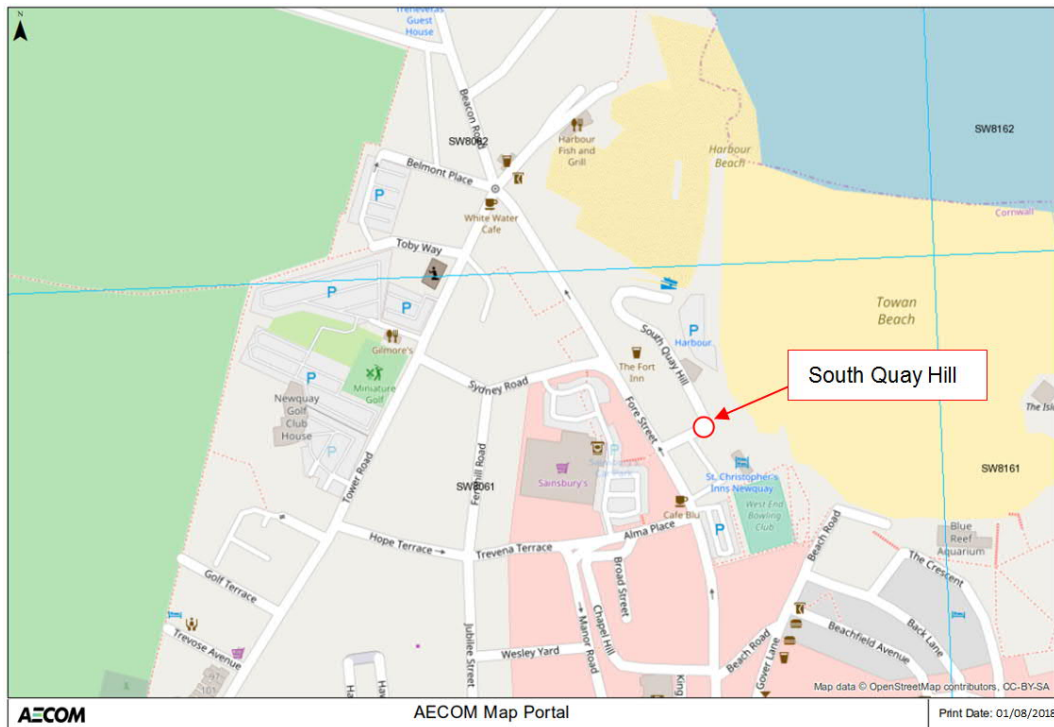 N
Treneveras
Guest
House
Beacon Road
SW8062
Harbour
Fish and
Grill
SW8162
Harbour
Beach
Belmont Place
P
White Water
Cafe
Cornwall
Toby Way
P
P
Towan
Beach
P
Harbour
South Quay Hill
Gilmore's
The Fort
Inn
South Quay Hill
P
Miniature
Golf
Sydney Road
Newquay
Golf
Club
House
Fore Street
P
P
Tower Road
Fernhill Road
Sainsbury's
SW8061
St. Christopher's
Inns Newquay
SW8161
Cafe Blu
West End
Bowling
Club
P
Alma Place
Beach Road
Blue
Reef
Aquarium
Hope Terrace
Trevena Terrace
The Crescent
Golf Terrace
Broad Street
Chapel Hill
Manor Road
Trevose Avenue
Jubilee Street
Wesley Yard
Beach Road
Gover Lane
Beachfield Avenue
Back Lane
King
97
101
Map data © OpenStreetMap contributors, CC-BY-SA
AECOM
AECOM Map Portal
Print Date: 01/08/2018